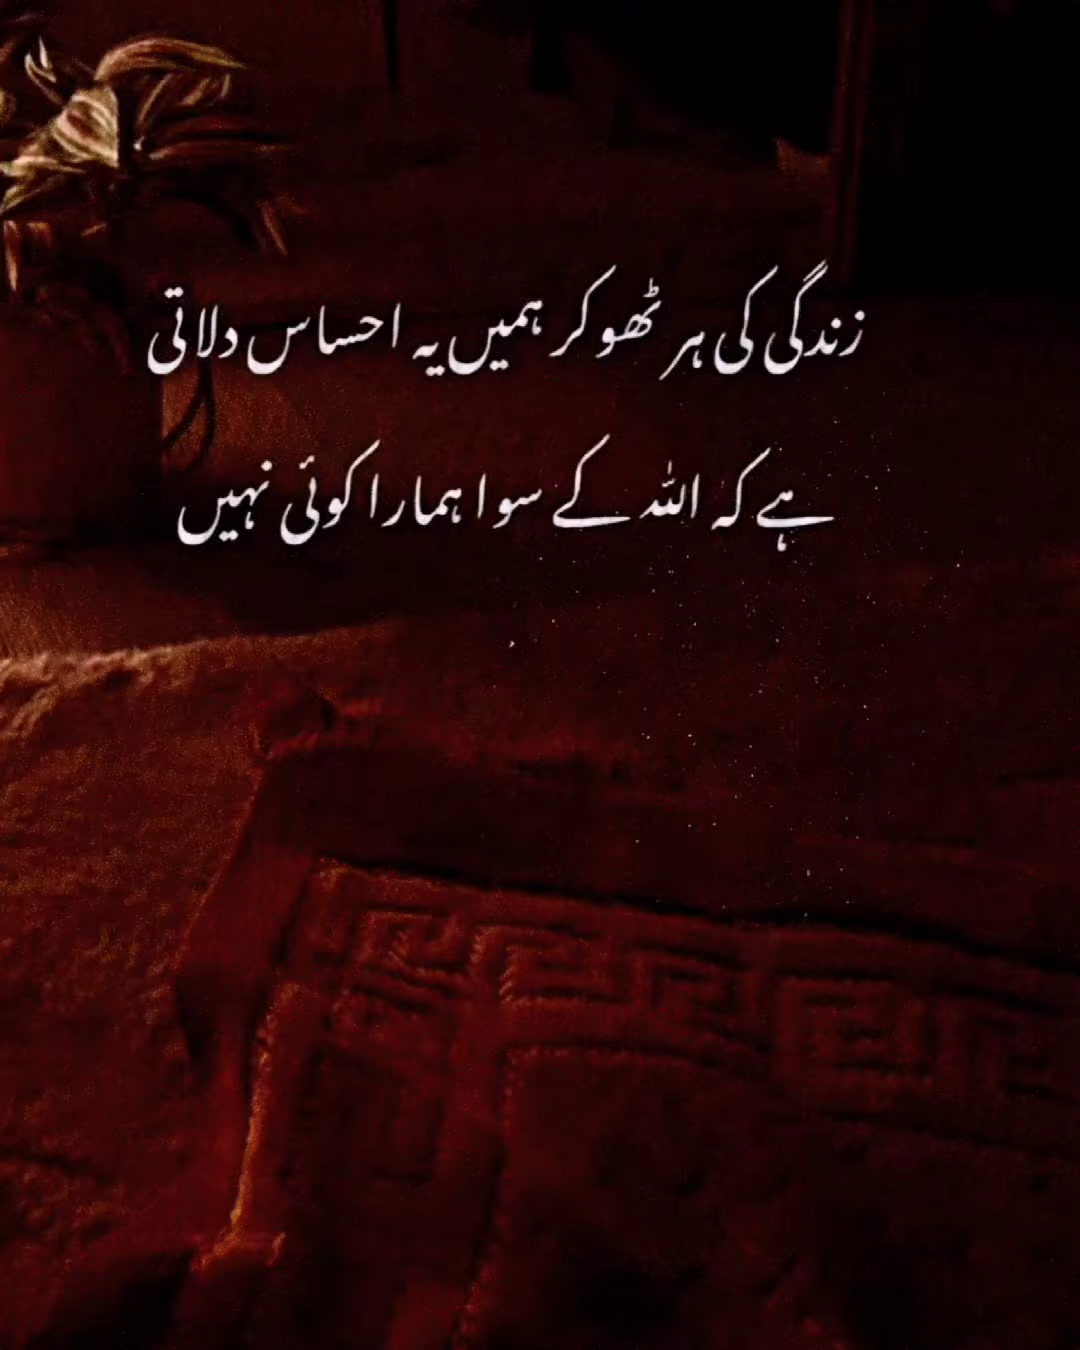 زندگی کی ہر ٹھوکر ہمیں یہ احساس دلاتی
ہے کہ اللہ کے سوا ہمارا کوئی نہیں